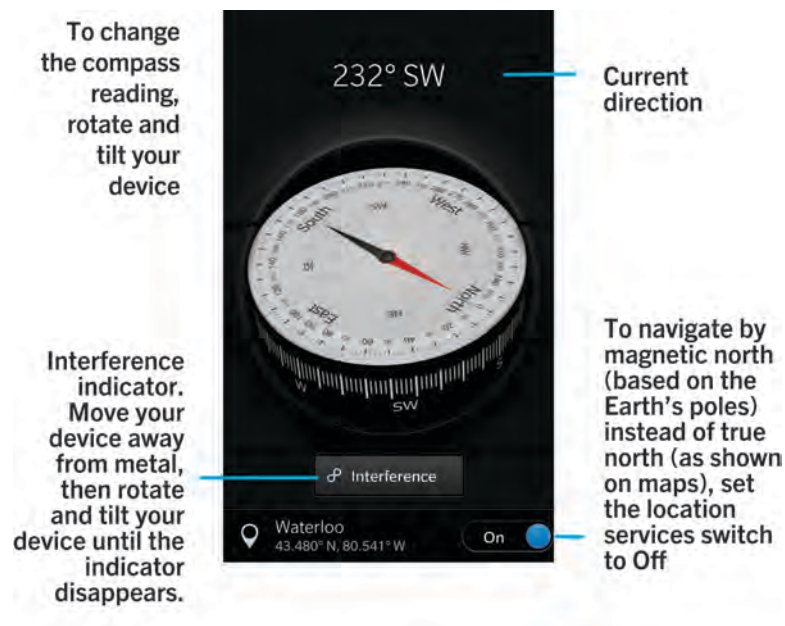 To change
the compass
reading,
rotate and
tilt your
device
232° SW
Current
direction
South
West
SW
North
East
NE
W
SW
S
Interference
indicator.
Move your
device away
from metal,
then rotate
and tilt your
device until the
indicator
disappears.
Interference
Waterloo
43.480° N, 80.541° W
On
To navigate by
magnetic north
(based on the
Earth's poles)
instead of true
north (as shown
on maps), set
the location
services switch
to Off